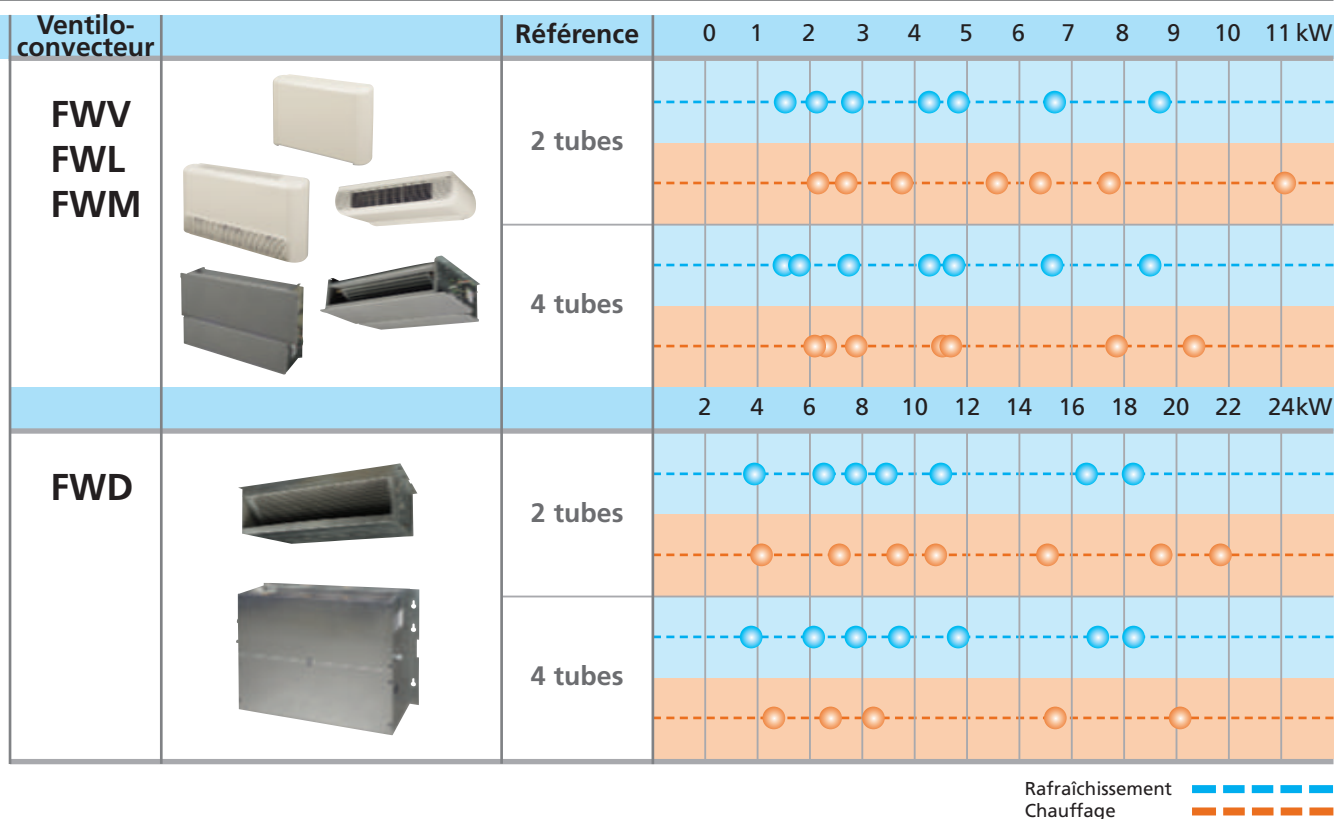 Ventilo-
convecteur
Référence
0 1 2 3 4 5 6 7 8 9 10 11 kW
FWV
FWL
FWM
2 tubes
4 tubes
2 4 6 8 10 12 14 16 18 20 22 24kW
FWD
2 tubes
4 tubes
Rafraîchissement
Chauffage